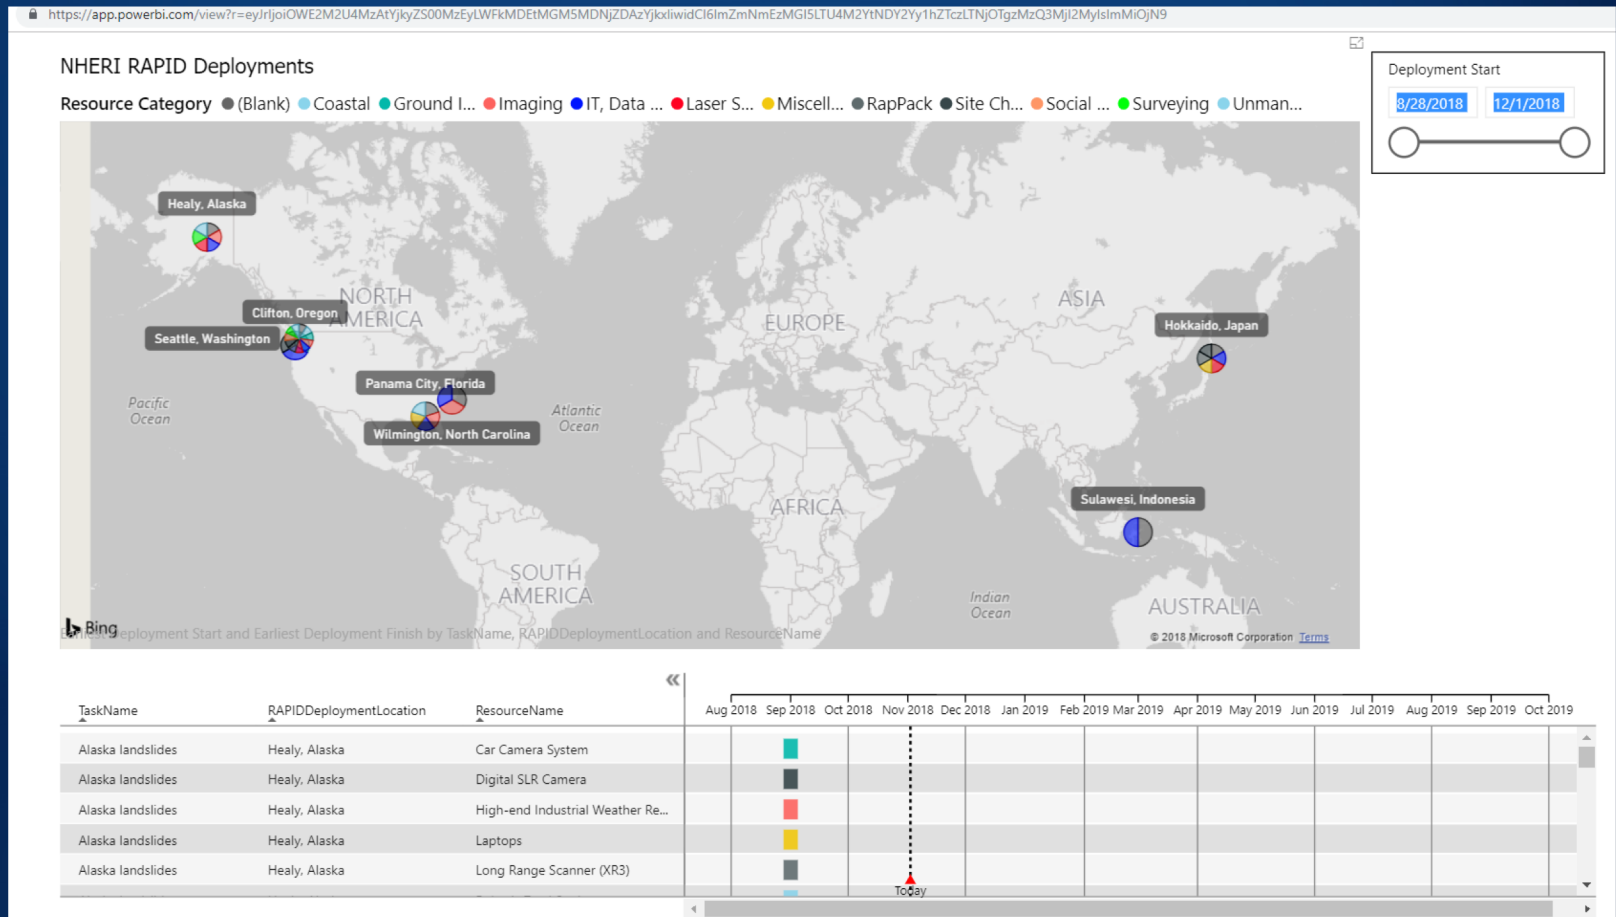 https://app.powerbi.com/view?r=eyJrIjoiOWE2M2U4MzAtYjkyZS00MzEyLWFkMDEtMGM5MDNjZDAzYjkxIiwidCI6ImZmNmEzMGI5LTU4M2YtNDY2Yy1hZTczLTNjOTgzMzQ3MjI2MyIsImMiOjN9
NHERI RAPID Deployments
Resource Category (Blank) Coastal Ground I... Imaging IT, Data ... Laser S... Miscell... RapPack Site Ch... Social ... Surveying Unman...
Deployment Start
8/28/2018 12/1/2018
Healy, Alaska
NORTH AMERICA
Clifton, Oregon
Seattle, Washington
EUROPE
ASIA
Hokkaido, Japan
Panama City, Florida
Pacific Ocean
Atlantic Ocean
Wilmington, North Carolina
Sulawesi, Indonesia
AFRICA
SOUTH AMERICA
Indian Ocean
AUSTRALIA
Bing
Earliest Deployment Start and Earliest Deployment Finish by TaskName, RAPIDDeploymentLocation and ResourceName
© 2018 Microsoft Corporation Terms
TaskName RAPIDDeploymentLocation ResourceName
Aug 2018 Sep 2018 Oct 2018 Nov 2018 Dec 2018 Jan 2019 Feb 2019 Mar 2019 Apr 2019 May 2019 Jun 2019 Jul 2019 Aug 2019 Sep 2019 Oct 2019
Alaska landslides Healy, Alaska Car Camera System
Alaska landslides Healy, Alaska Digital SLR Camera
Alaska landslides Healy, Alaska High-end Industrial Weather Re...
Alaska landslides Healy, Alaska Laptops
Alaska landslides Healy, Alaska Long Range Scanner (XR3)
Today